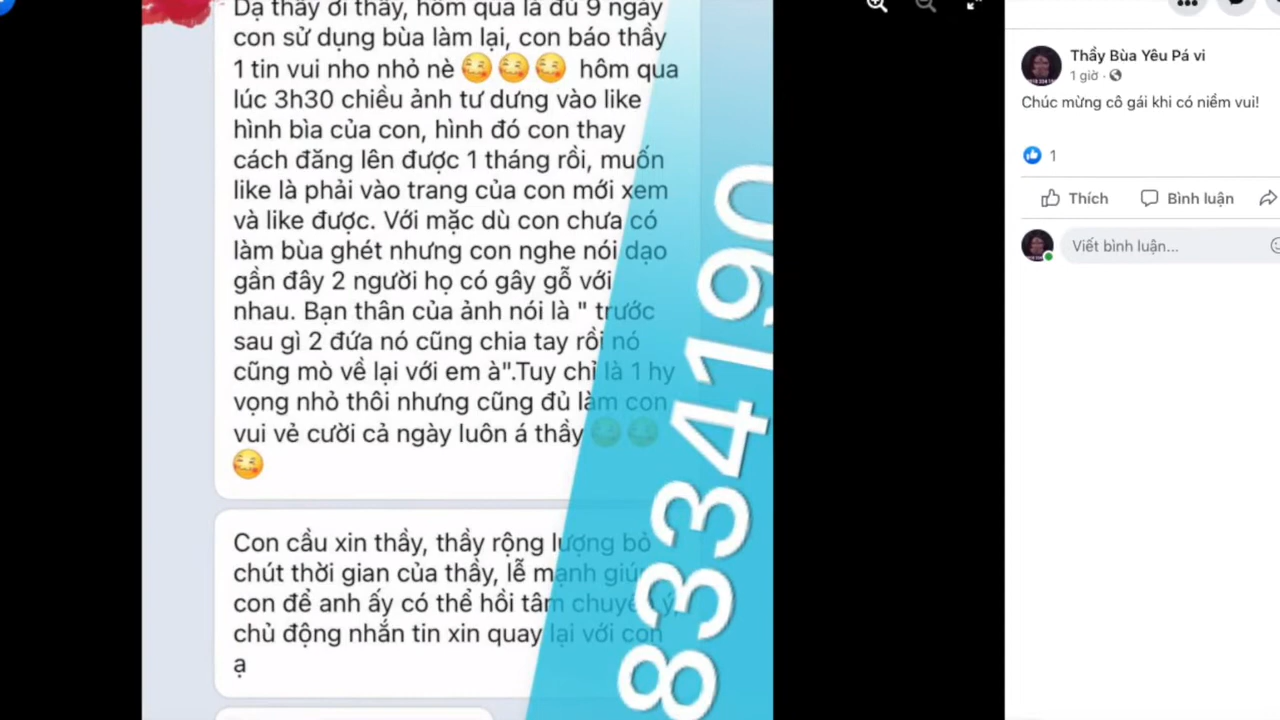 Dạ thầy ơi thầy, hôm qua là đủ 9 ngày
con sử dụng bùa làm lại, con báo thầy
1 tin vui nho nhỏ nè 😋😋😋 hôm qua
lúc 3h30 chiều ảnh tư dưng vào like
hình bìa của con, hình đó con thay
cách đăng lên được 1 tháng rồi, muốn
like là phải vào trang của con mới xem
và like được. Với mặc dù con chưa có
làm bùa ghét nhưng con nghe nói dạo
gần đây 2 người họ có gây gỗ với
nhau. Bạn thân của ảnh nói là " trước
sau gì 2 đứa nó cũng chia tay rồi nó
cũng mò về lại với em à".Tuy chỉ là 1 hy
vọng nhỏ thôi nhưng cũng đủ làm con
vui vẻ cười cả ngày luôn á thầy 😋😋
😋
Con cầu xin thầy, thầy rộng lượng bỏ
chút thời gian của thầy, lễ mạnh giúp
con để anh ấy có thể hồi tâm chuyển ý,
chủ động nhắn tin xin quay lại với con
ạ
8334190
Thầy Bùa Yêu Pá vi
1 giờ ·
Chúc mừng cô gái khi có niềm vui!
1
Thích Bình luận
Viết bình luận...